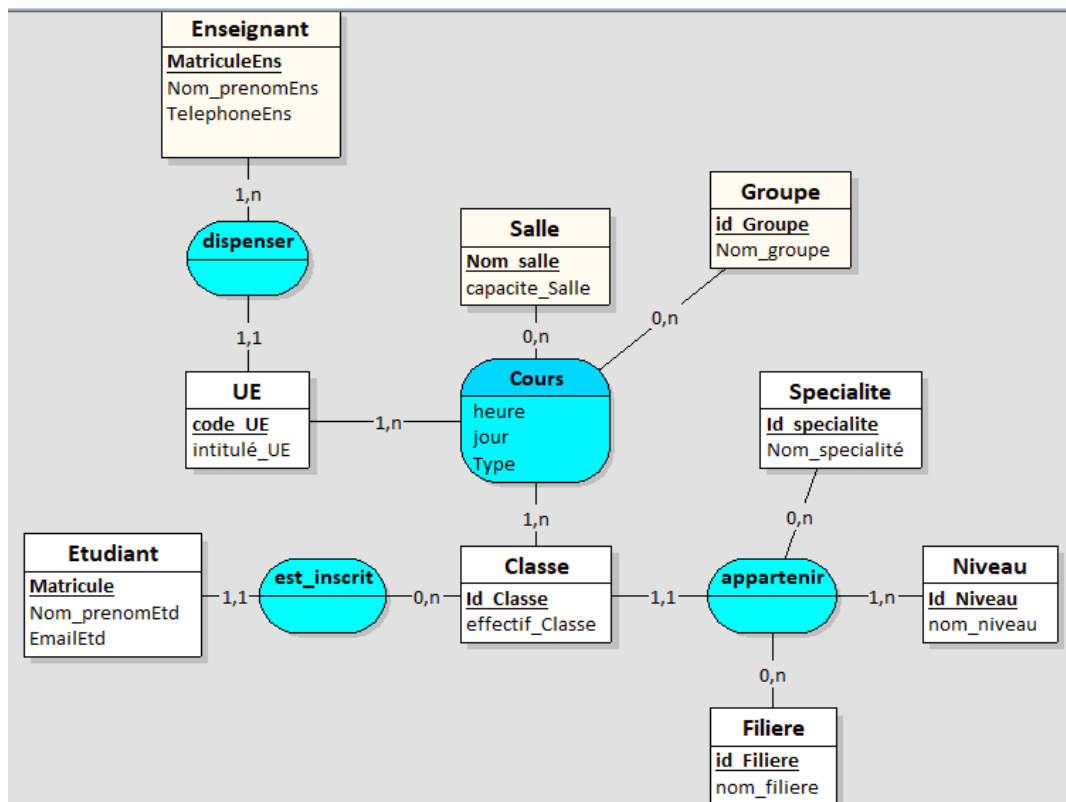 Enseignant
MatriculeEns
Nom_prenomEns
TelephoneEns
1,n
dispenser
1,1
Groupe
id_Groupe
Nom_groupe
Salle
Nom_salle
capacite_Salle
0,n
0,n
UE
code_UE
intitulé_UE
1,n
Cours
heure
jour
Type
Specialite
Id_specialite
Nom_specialité
1,n
0,n
Etudiant
Matricule
Nom_prenomEtd
EmailEtd
1,1
est_inscrit
0,n
Classe
Id_Classe
effectif_Classe
1,1
appartenir
1,n
Niveau
Id_Niveau
nom_niveau
0,n
Filiere
id_Filiere
nom_filiere